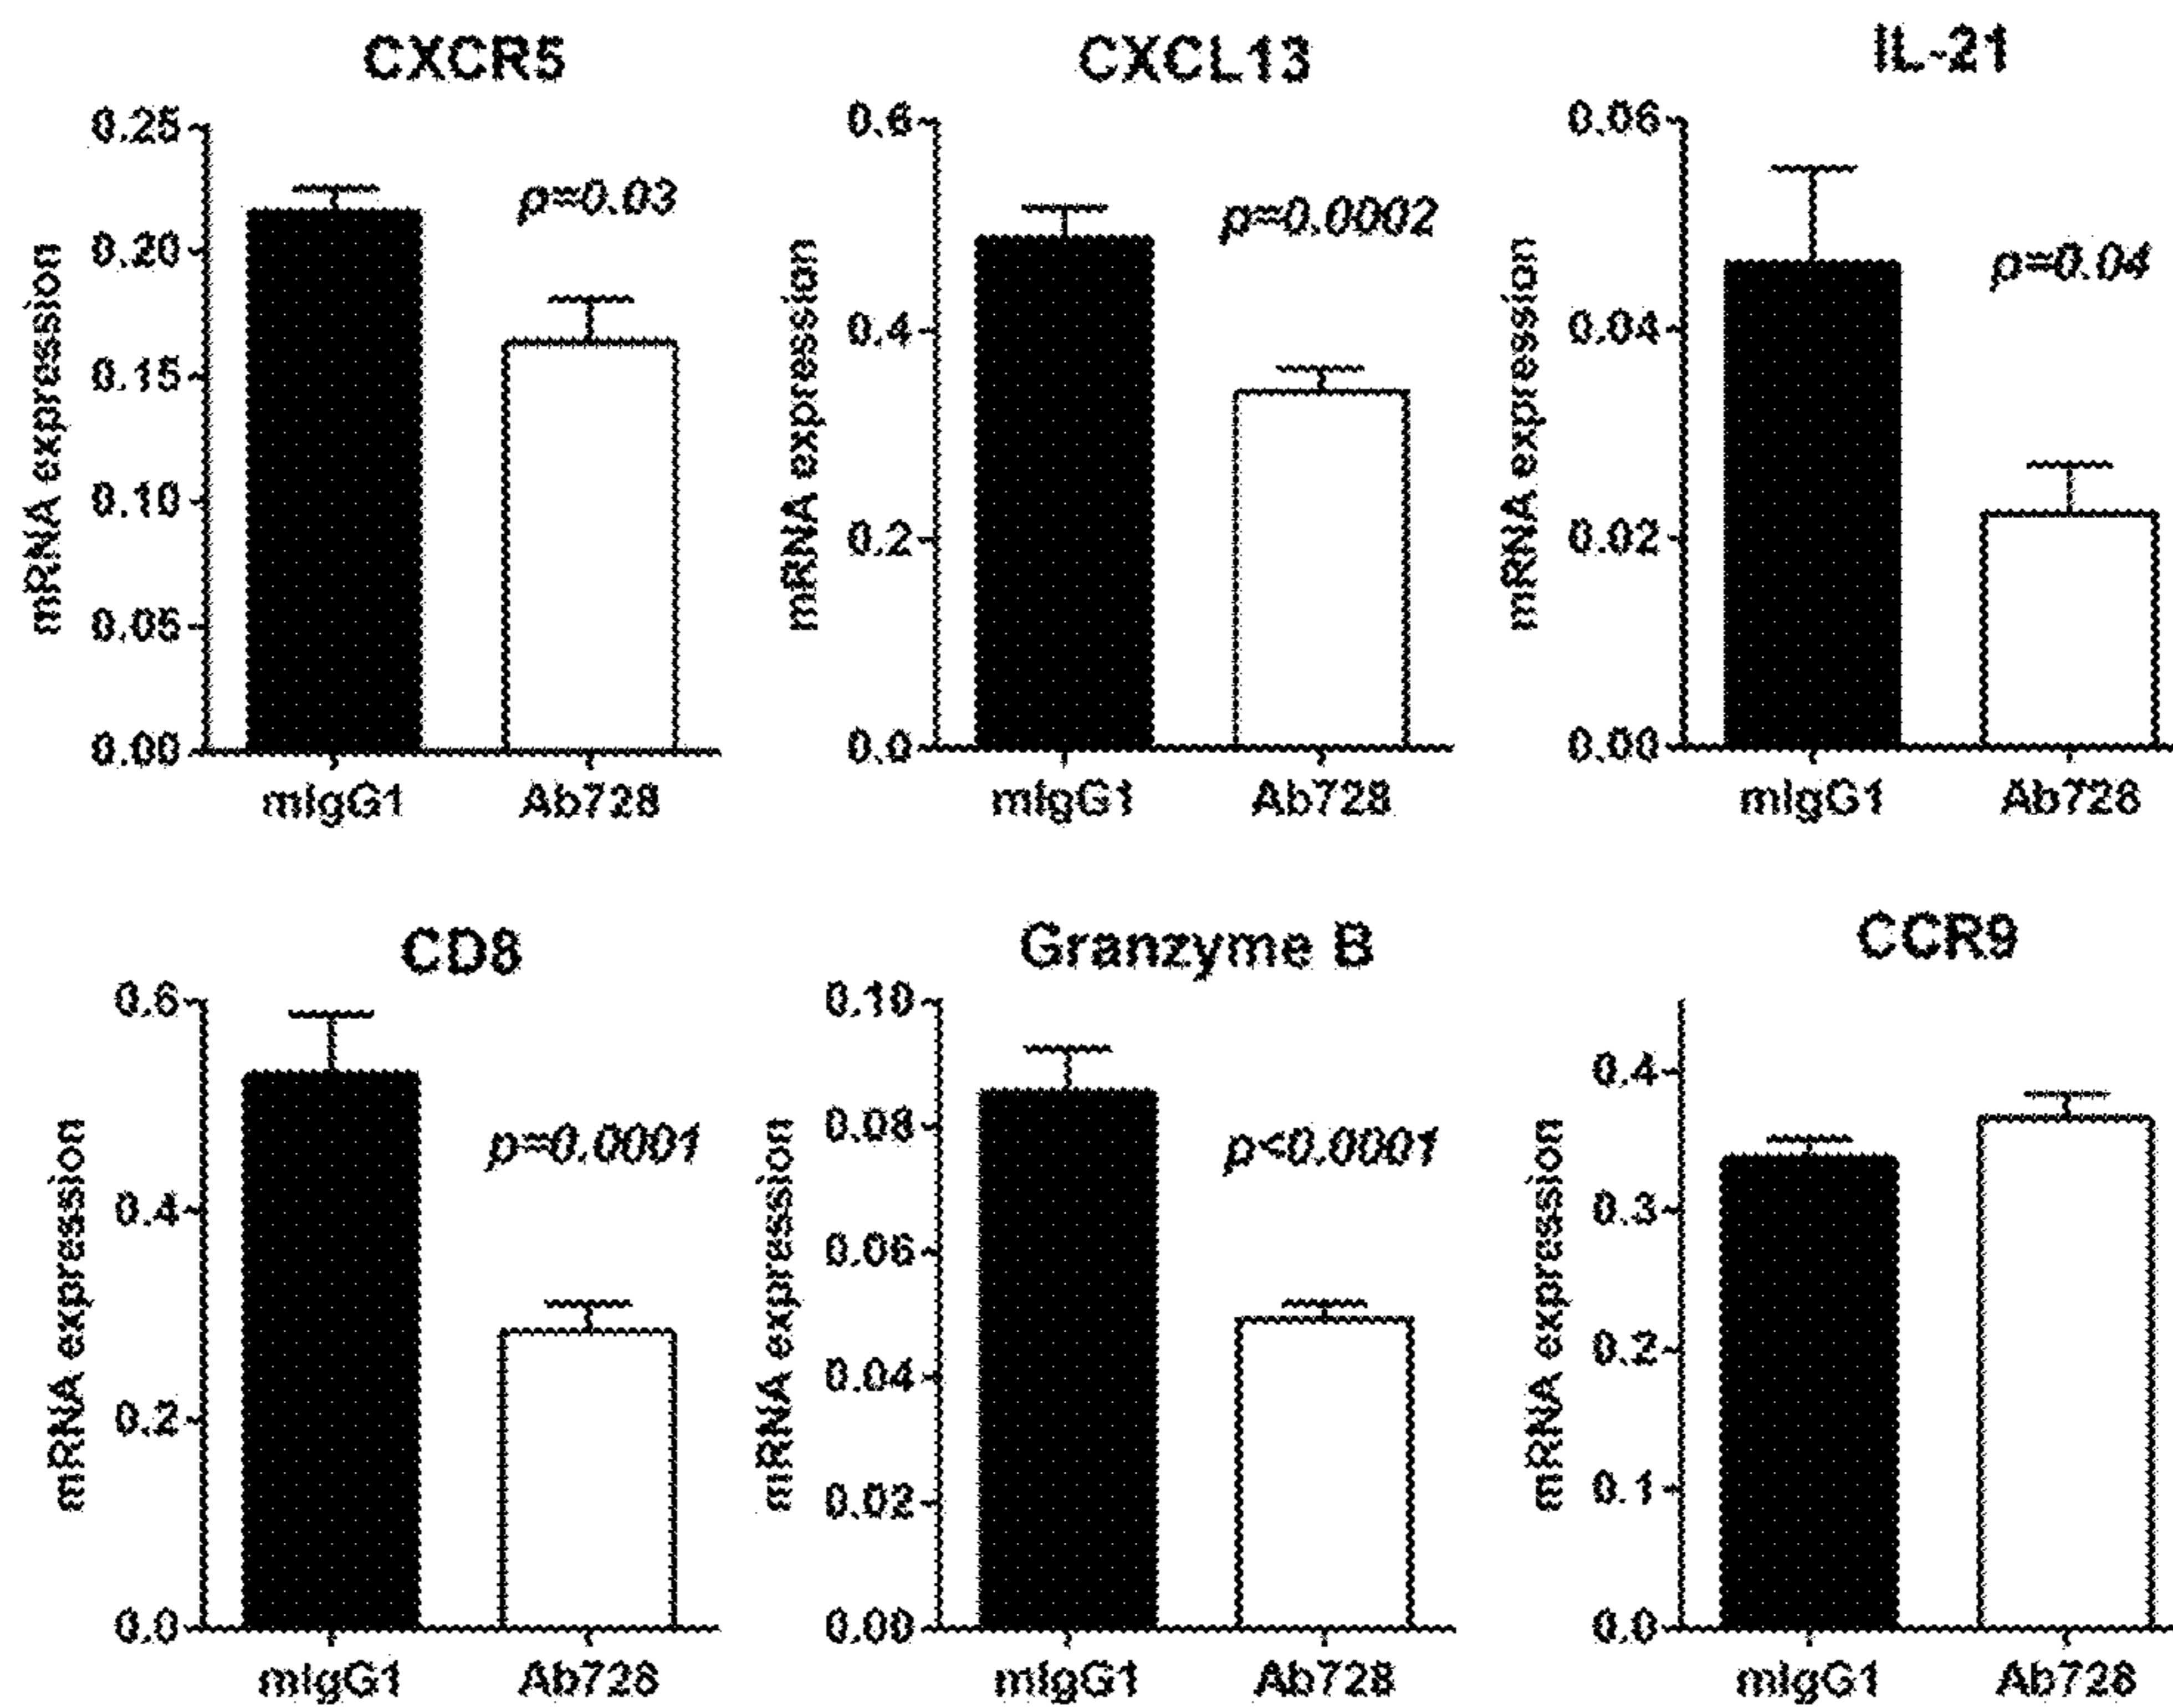 CXCR5
0.25
0.20
0.15
0.10
0.05
0.00
mRNA expression
p=0.03
mIgG1 Ab728
CXCL13
0.6
0.4
0.2
0.0
mRNA expression
p=0.0002
mIgG1 Ab728
IL-21
0.06
0.04
0.02
0.00
mRNA expression
p=0.04
mIgG1 Ab728
CD8
0.6
0.4
0.2
0.0
mRNA expression
p=0.0001
mIgG1 Ab728
Granzyme B
0.10
0.08
0.06
0.04
0.02
0.00
mRNA expression
p<0.0001
mIgG1 Ab728
CCR9
0.4
0.3
0.2
0.1
0.0
mRNA expression
mIgG1 Ab728